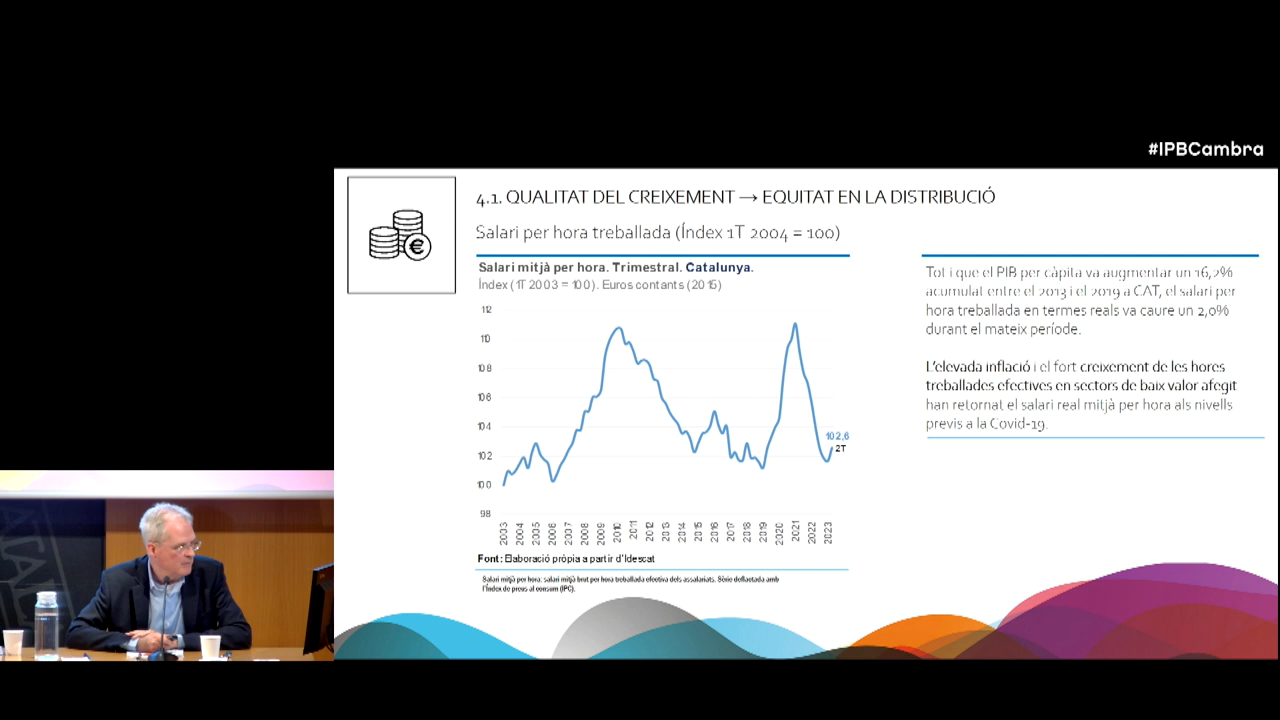 #IPBCambra
4.1. QUALITAT DEL CREIXEMENT → EQUITAT EN LA DISTRIBUCIÓ
Salari per hora treballada (Índex 1T 2004 = 100)
Salari mitjà per hora. Trimestral. Catalunya.
Índex (1T 2003 = 100). Euros contants (2015)
112
110
108
106
104
102
100
98
102,6
2T
2003 2004 2005 2006 2007 2008 2009 2010 2011 2012 2013 2014 2015 2016 2017 2018 2019 2020 2021 2022 2023
Font: Elaboració pròpia a partir d'Idescat
Salari mitjà per hora: salari mitjà brut per hora treballada efectiva dels assalariats. Sèrie deflactada amb
l'Índex de preus al consum (IPC).
Tot i que el PIB per càpita va augmentar un 16,2%
acumulat entre el 2013 i el 2019 a CAT, el salari per
hora treballada en termes reals va caure un 2,0%
durant el mateix període.
L'elevada inflació i el fort creixement de les hores
treballades efectives en sectors de baix valor afegit
han retornat el salari real mitjà per hora als nivells
previs a la Covid-19.